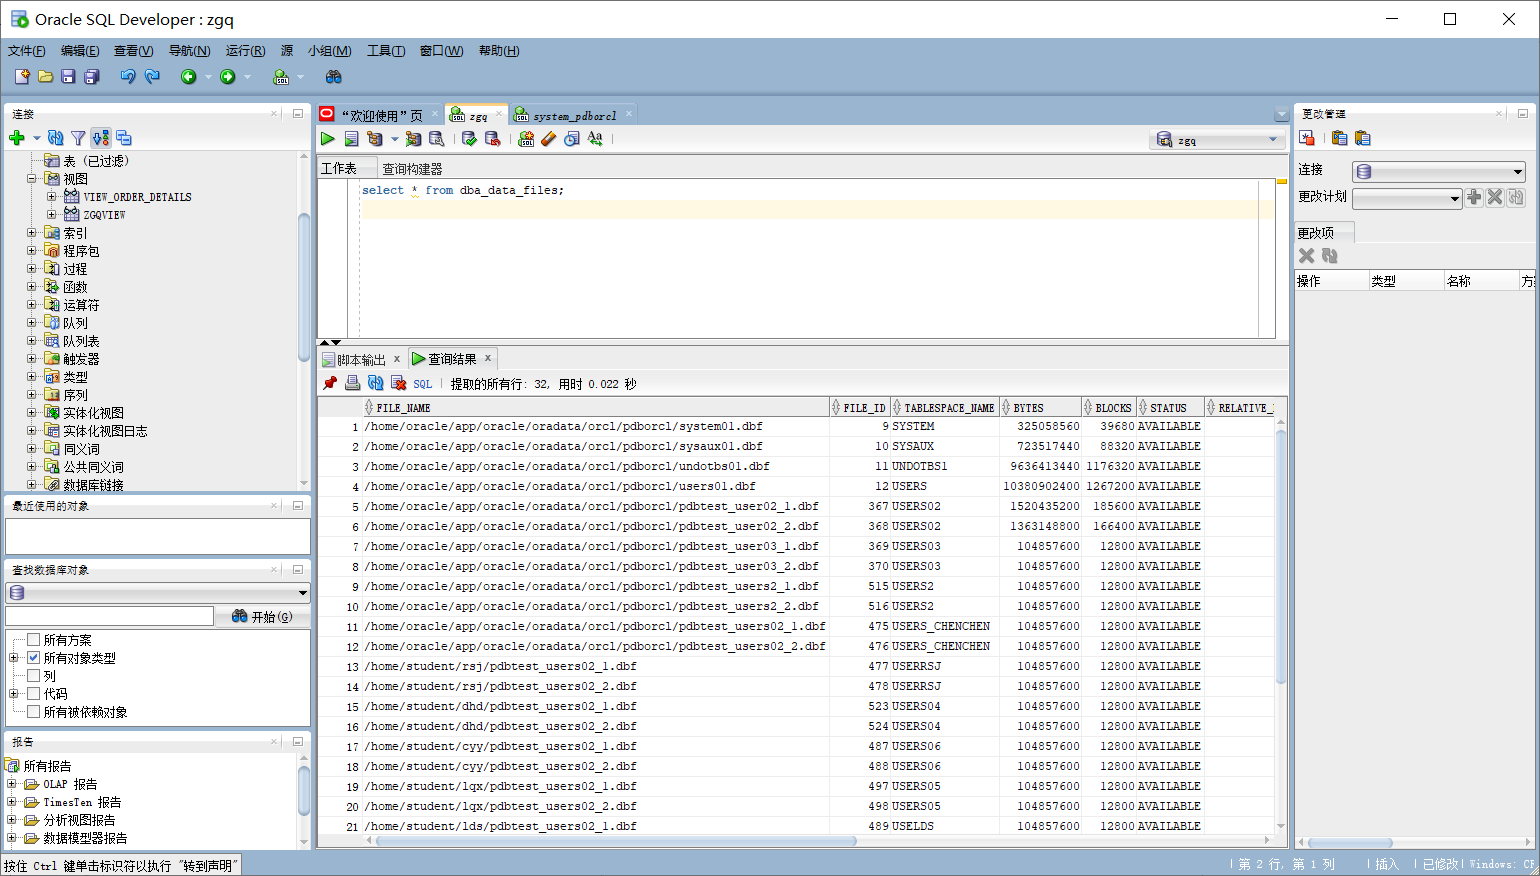 Oracle SQL Developer : zgq
文件(F) 编辑(E) 查看(V) 导航(N) 运行(R) 源 小组(M) 工具(T) 窗口(W) 帮助(H)
连接
表 (已过滤)
视图
VIEW_ORDER_DETAILS
ZGQVIEW
索引
程序包
过程
函数
运算符
队列
队列表
触发器
类型
序列
实体化视图
实体化视图日志
同义词
公共同义词
数据库链接
最近使用的对象
查找数据库对象
开始(G)
所有方案
所有对象类型
列
代码
所有被依赖对象
报告
所有报告
OLAP 报告
TimesTen 报告
分析视图报告
数据模型器报告
“欢迎使用”页 zgq system_pdborcl
zgq
工作表 查询构建器
select * from dba_data_files;
脚本输出 查询结果
SQL 提取的所有行: 32, 用时 0.022 秒
FILE_NAME FILE_ID TABLESPACE_NAME BYTES BLOCKS STATUS RELATIVE_
1 /home/oracle/app/oracle/oradata/orcl/pdborcl/system01.dbf 9 SYSTEM 325058560 39680 AVAILABLE
2 /home/oracle/app/oracle/oradata/orcl/pdborcl/sysaux01.dbf 10 SYSAUX 723517440 88320 AVAILABLE
3 /home/oracle/app/oracle/oradata/orcl/pdborcl/undotbs01.dbf 11 UNDOTBS1 9636413440 1176320 AVAILABLE
4 /home/oracle/app/oracle/oradata/orcl/pdborcl/users01.dbf 12 USERS 10380902400 1267200 AVAILABLE
5 /home/oracle/app/oracle/oradata/orcl/pdborcl/pdbtest_user02_1.dbf 367 USERS02 1520435200 185600 AVAILABLE
6 /home/oracle/app/oracle/oradata/orcl/pdborcl/pdbtest_user02_2.dbf 368 USERS02 1363148800 166400 AVAILABLE
7 /home/oracle/app/oracle/oradata/orcl/pdborcl/pdbtest_user03_1.dbf 369 USERS03 104857600 12800 AVAILABLE
8 /home/oracle/app/oracle/oradata/orcl/pdborcl/pdbtest_user03_2.dbf 370 USERS03 104857600 12800 AVAILABLE
9 /home/oracle/app/oracle/oradata/orcl/pdborcl/pdbtest_users2_1.dbf 515 USERS2 104857600 12800 AVAILABLE
10 /home/oracle/app/oracle/oradata/orcl/pdborcl/pdbtest_users2_2.dbf 516 USERS2 104857600 12800 AVAILABLE
11 /home/oracle/app/oracle/oradata/orcl/pdborcl/pdbtest_users02_1.dbf 475 USERS_CHENCHEN 104857600 12800 AVAILABLE
12 /home/oracle/app/oracle/oradata/orcl/pdborcl/pdbtest_users02_2.dbf 476 USERS_CHENCHEN 104857600 12800 AVAILABLE
13 /home/student/rsj/pdbtest_users02_1.dbf 477 USERRSJ 104857600 12800 AVAILABLE
14 /home/student/rsj/pdbtest_users02_2.dbf 478 USERRSJ 104857600 12800 AVAILABLE
15 /home/student/dhd/pdbtest_users02_1.dbf 523 USERS04 104857600 12800 AVAILABLE
16 /home/student/dhd/pdbtest_users02_2.dbf 524 USERS04 104857600 12800 AVAILABLE
17 /home/student/cyy/pdbtest_users02_1.dbf 487 USERS06 104857600 12800 AVAILABLE
18 /home/student/cyy/pdbtest_users02_2.dbf 488 USERS06 104857600 12800 AVAILABLE
19 /home/student/lqx/pdbtest_users02_1.dbf 497 USERS05 104857600 12800 AVAILABLE
20 /home/student/lqx/pdbtest_users02_2.dbf 498 USERS05 104857600 12800 AVAILABLE
21 /home/student/lds/pdbtest_users02_1.dbf 489 USELDS 104857600 12800 AVAILABLE
更改管理
连接
更改计划
更改项
操作 类型 名称 方案
按住 Ctrl 键单击标识符以执行 "转到声明"
第 2 行, 第 1 列 插入 已修改 Windows: CF